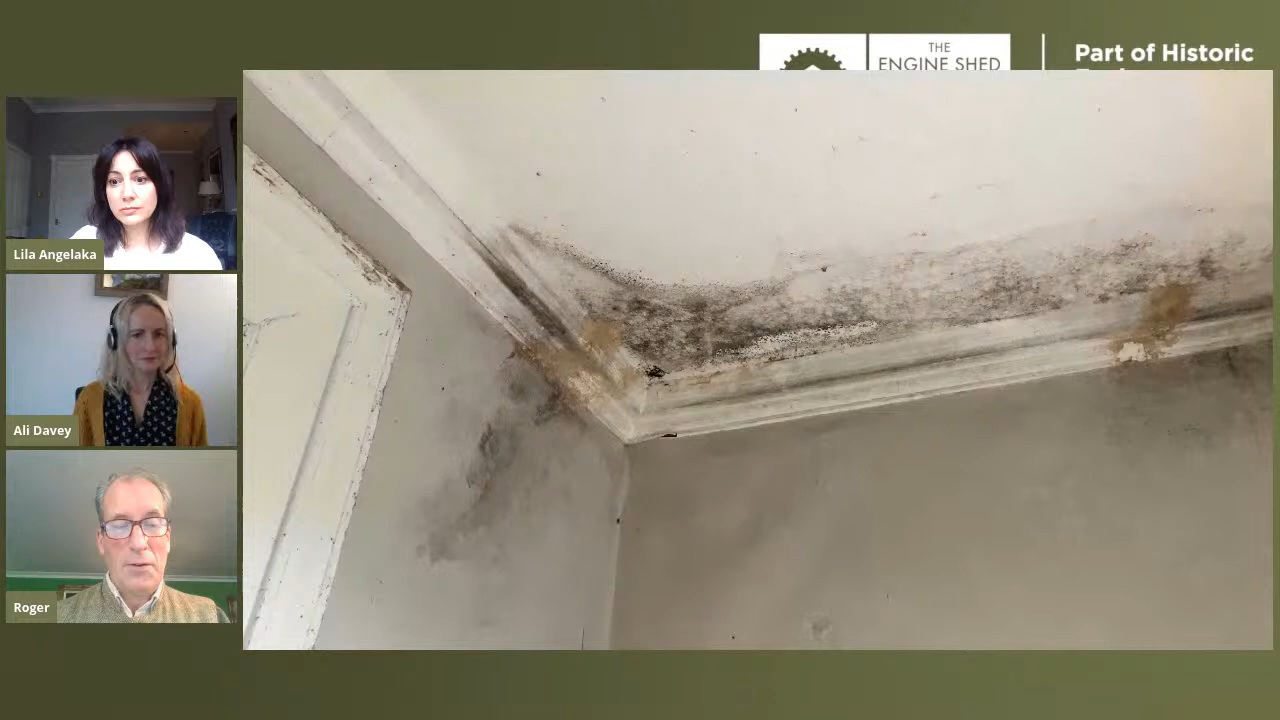 THE
ENGINE SHED
Part of Historic
Lila Angelaka
Ali Davey
Roger